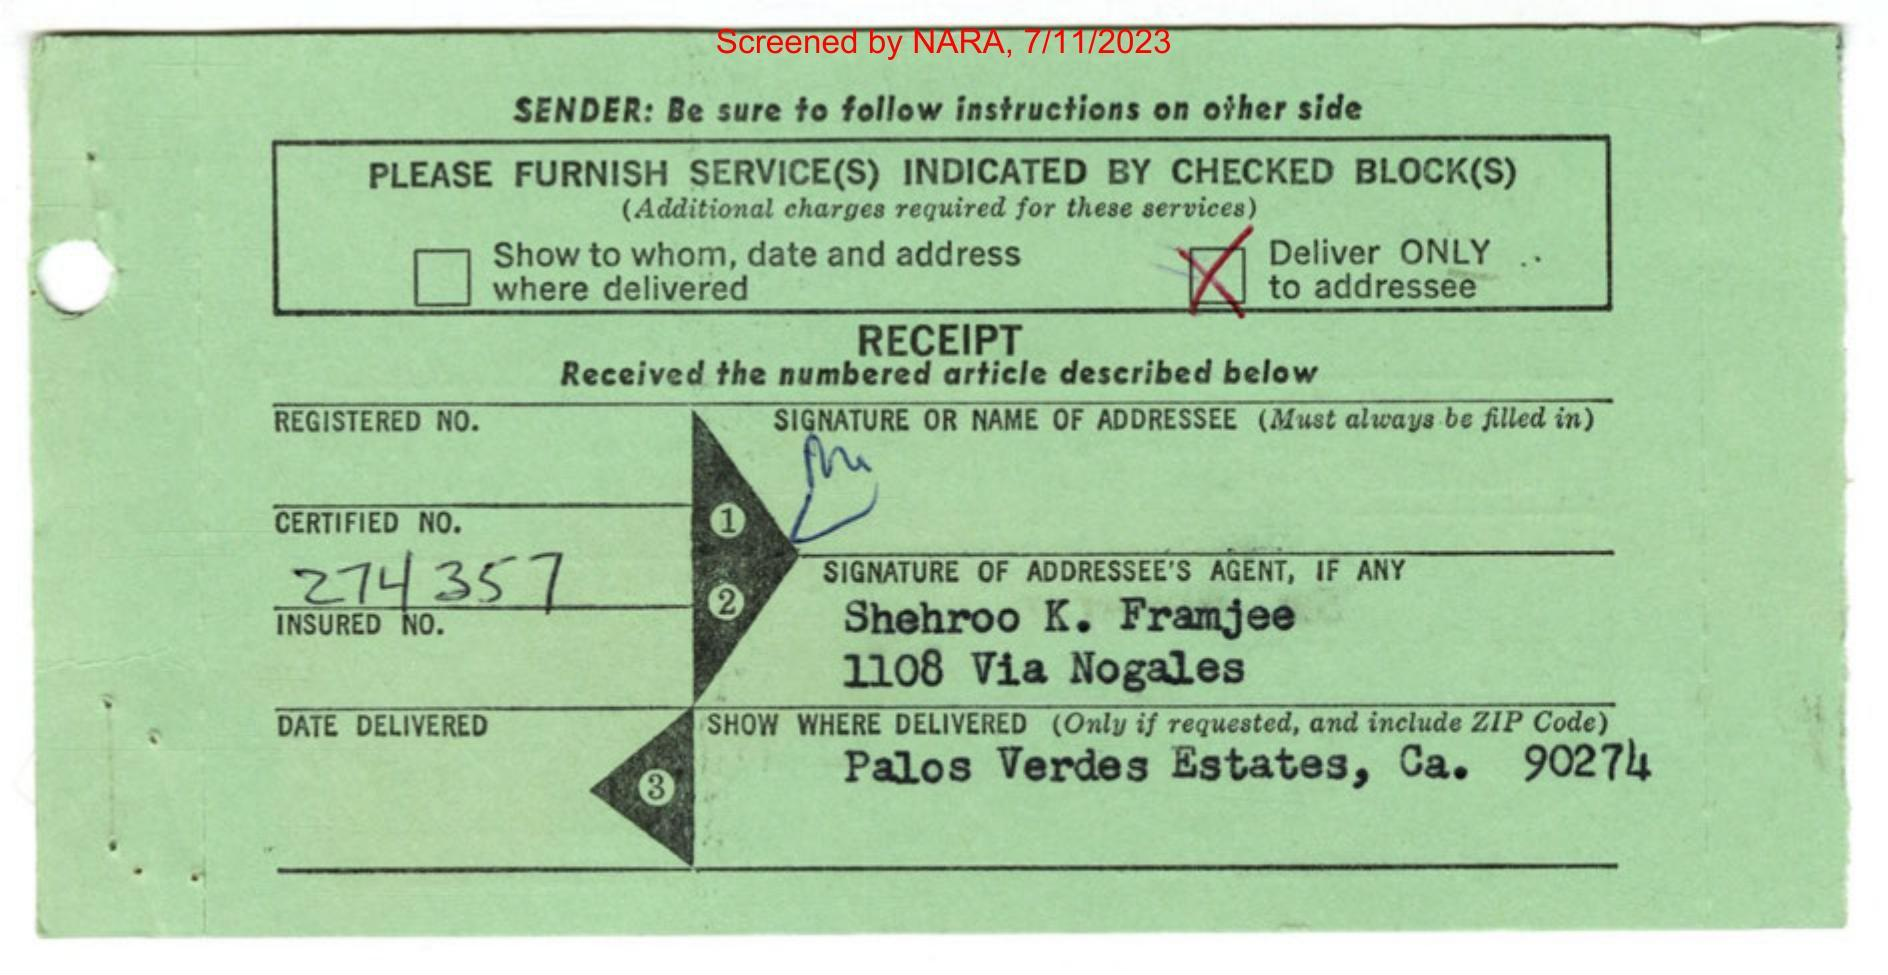 Screened by NARA, 7/11/2023
SENDER: Be sure to follow instructions on other side
PLEASE FURNISH SERVICE(S) INDICATED BY CHECKED BLOCK(S)
(Additional charges required for these services)
Show to whom, date and address
where delivered
Deliver ONLY
to addressee
RECEIPT
Received the numbered article described below
REGISTERED NO.
CERTIFIED NO.
274357
INSURED NO.
DATE DELIVERED
1
2
3
SIGNATURE OR NAME OF ADDRESSEE (Must always be filled in)
SIGNATURE OF ADDRESSEE'S AGENT, IF ANY
Shehroo K. Framjee
1108 Via Nogales
SHOW WHERE DELIVERED (Only if requested, and include ZIP Code)
Palos Verdes Estates, Ca. 90274